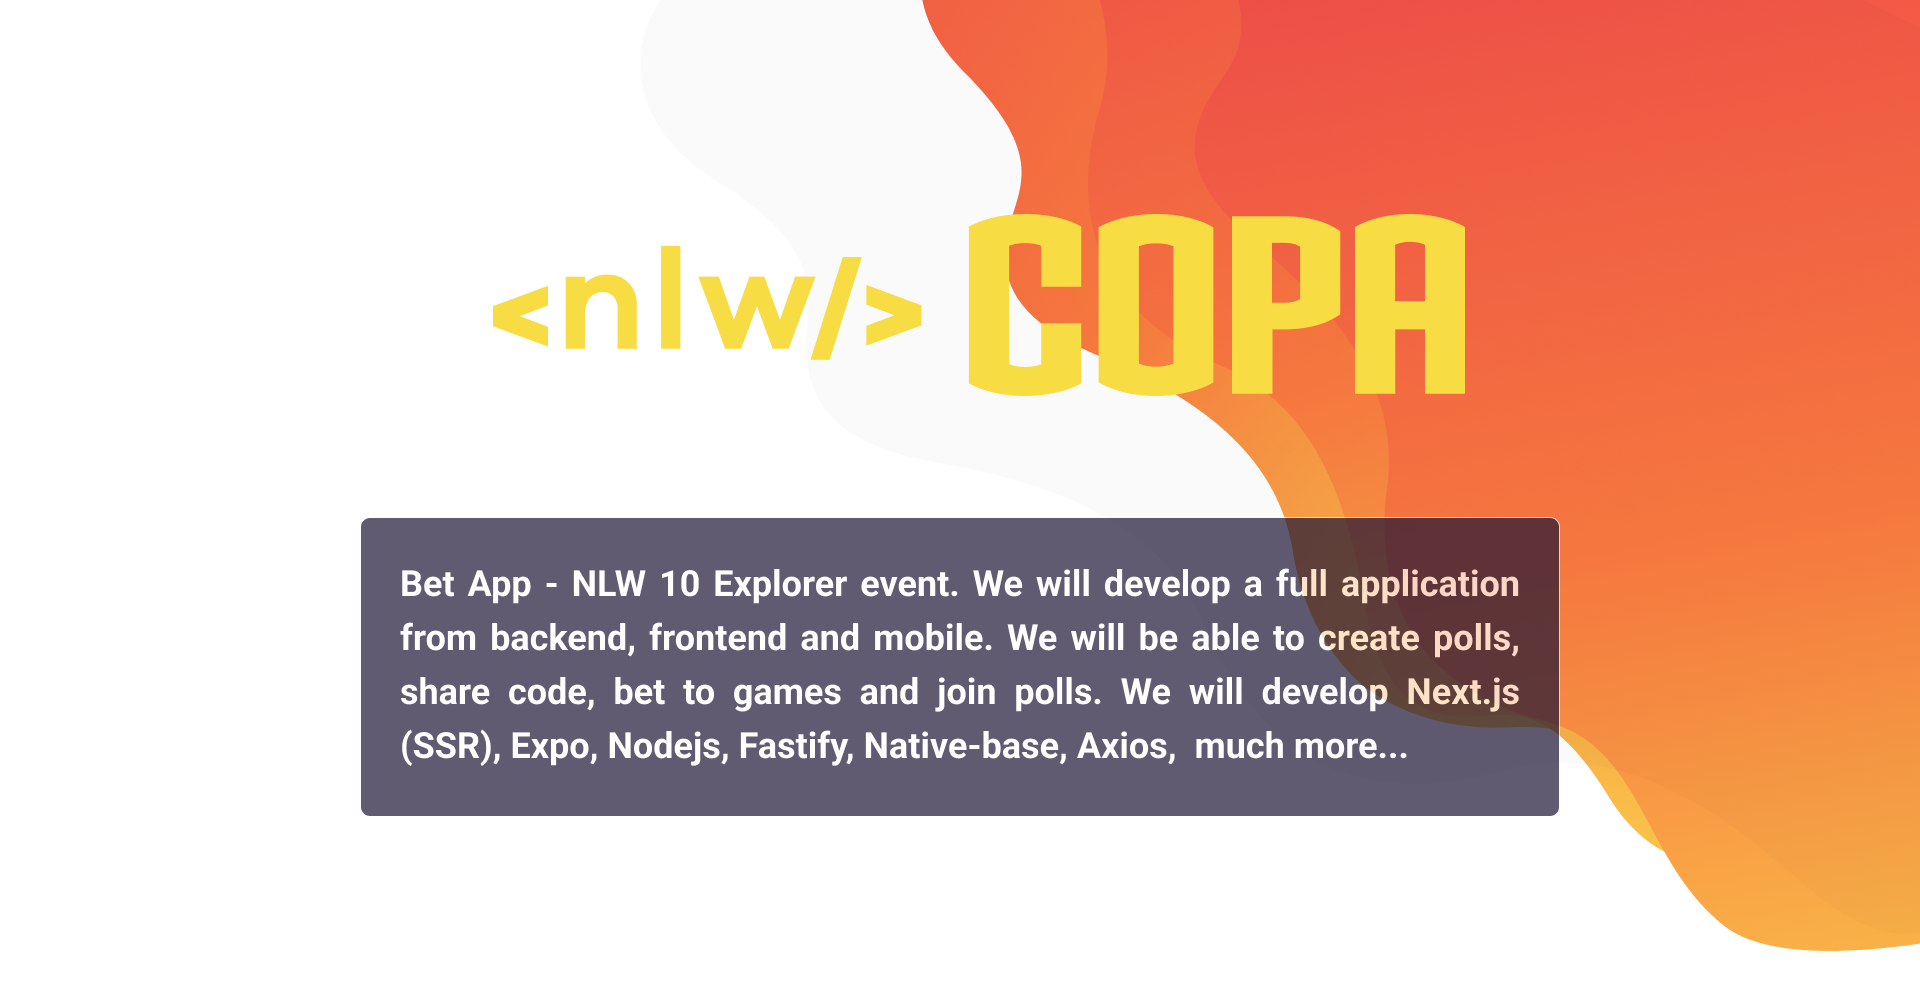 <nlw/> COPA
Bet App - NLW 10 Explorer event. We will develop a full application
from backend, frontend and mobile. We will be able to create polls,
share code, bet to games and join polls. We will develop Next.js
(SSR), Expo, Nodejs, Fastify, Native-base, Axios,  much more...